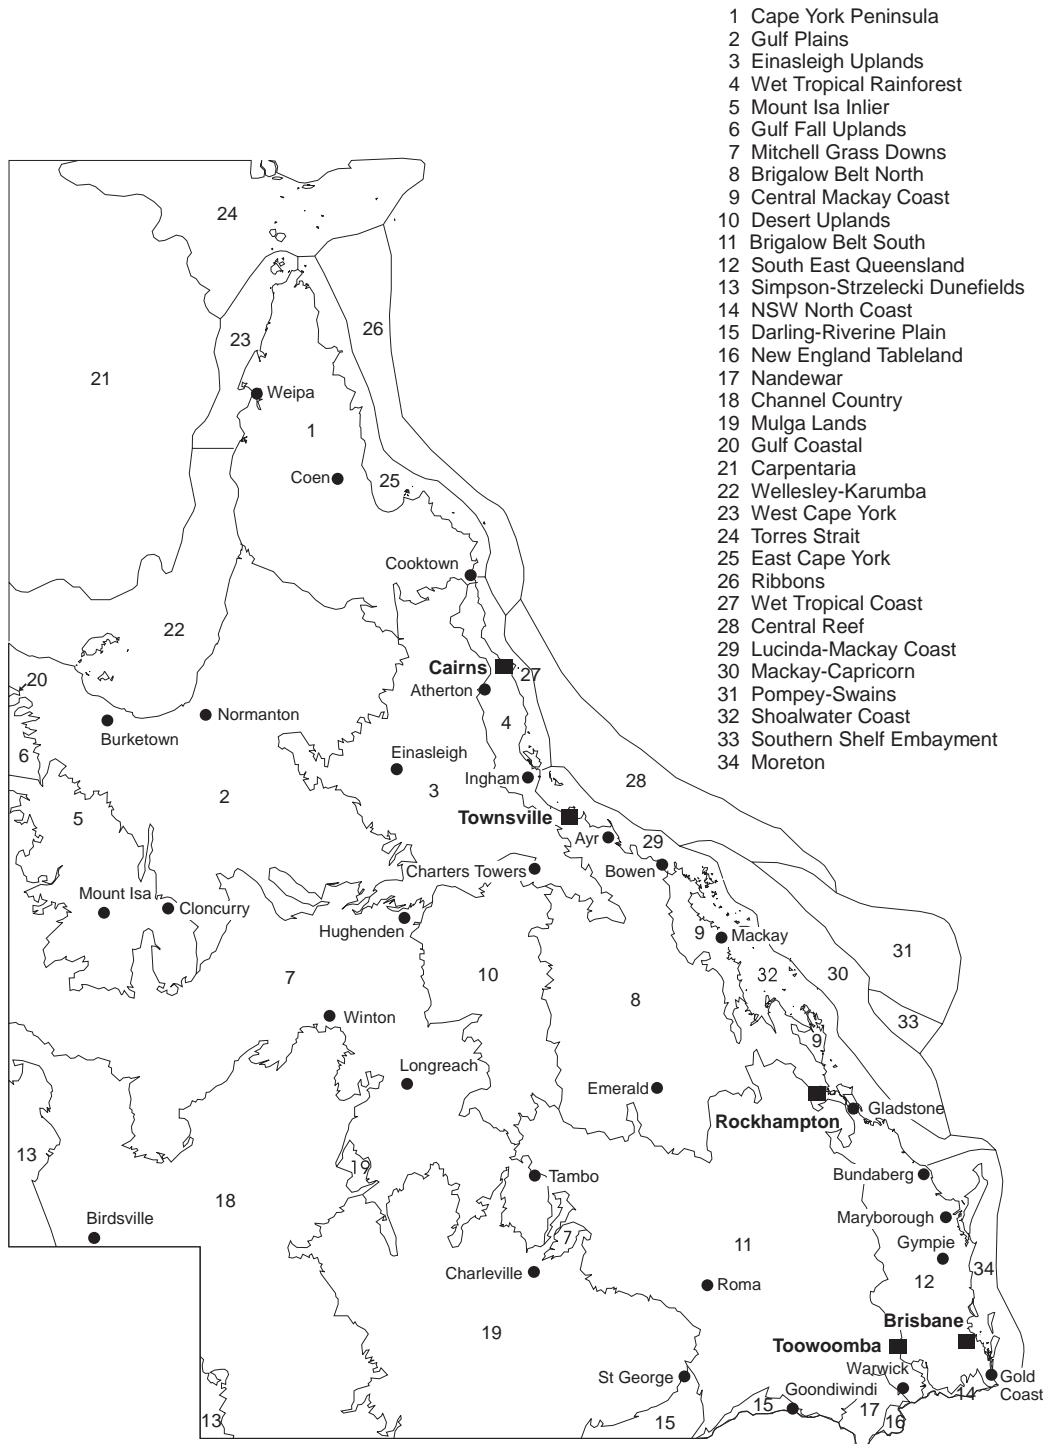 1 Cape York Peninsula
2 Gulf Plains
3 Einasleigh Uplands
4 Wet Tropical Rainforest
5 Mount Isa Inlier
6 Gulf Fall Uplands
7 Mitchell Grass Downs
8 Brigalow Belt North
9 Central Mackay Coast
10 Desert Uplands
11 Brigalow Belt South
12 South East Queensland
13 Simpson-Strzelecki Dunefields
14 NSW North Coast
15 Darling-Riverine Plain
16 New England Tableland
17 Nandewar
18 Channel Country
19 Mulga Lands
20 Gulf Coastal
21 Carpentaria
22 Wellesley-Karumba
23 West Cape York
24 Torres Strait
25 East Cape York
26 Ribbons
27 Wet Tropical Coast
28 Central Reef
29 Lucinda-Mackay Coast
30 Mackay-Capricorn
31 Pompey-Swains
32 Shoalwater Coast
33 Southern Shelf Embayment
34 Moreton
24
26
23
21
Weipa
1
Coen
25
Cooktown
22
Cairns
27
20
Atherton
Normanton
4
Burketown
6
Einasleigh
Ingham
28
3
2
5
Townsville
Ayr
29
Charters Towers
Bowen
Mount Isa
Cloncurry
Hughenden
9
Mackay
31
7
10
32
30
8
Winton
33
9
Longreach
Emerald
Gladstone
Rockhampton
13
19
Tambo
Bundaberg
18
Birdsville
Maryborough
7
11
Gympie
Charleville
34
12
Roma
Brisbane
19
Toowoomba
Warwick
St George
Gold
Coast
Goondiwindi
14
15
17
13
15
16